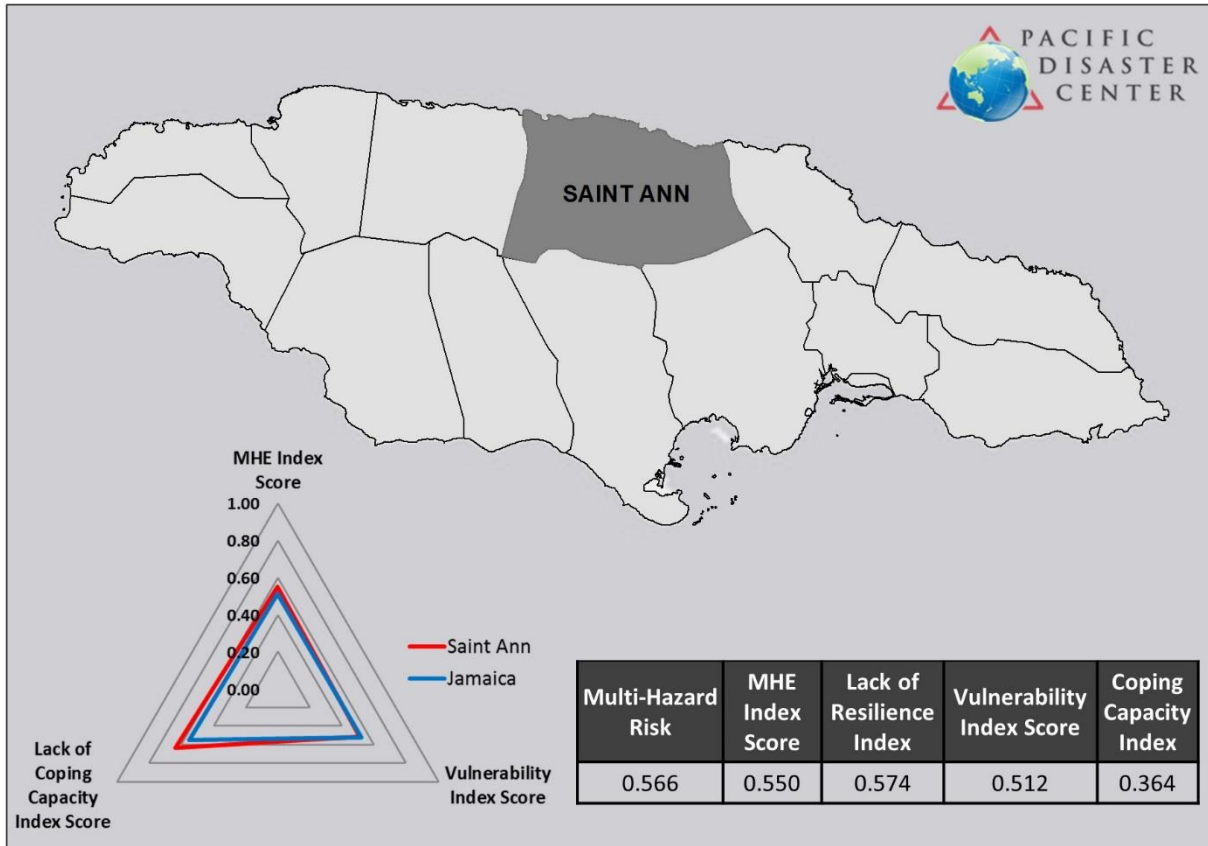 PACIFIC
DISASTER
CENTER
SAINT ANN
MHE Index
Score
1.00
0.80
0.60
0.40
0.20
0.00
Saint Ann
Jamaica
Lack of
Coping
Capacity
Index Score
Vulnerability
Index Score
Multi-Hazard
Risk
MHE
Index
Score
Lack of
Resilience
Index
Vulnerability
Index Score
Coping
Capacity
Index
0.566
0.550
0.574
0.512
0.364